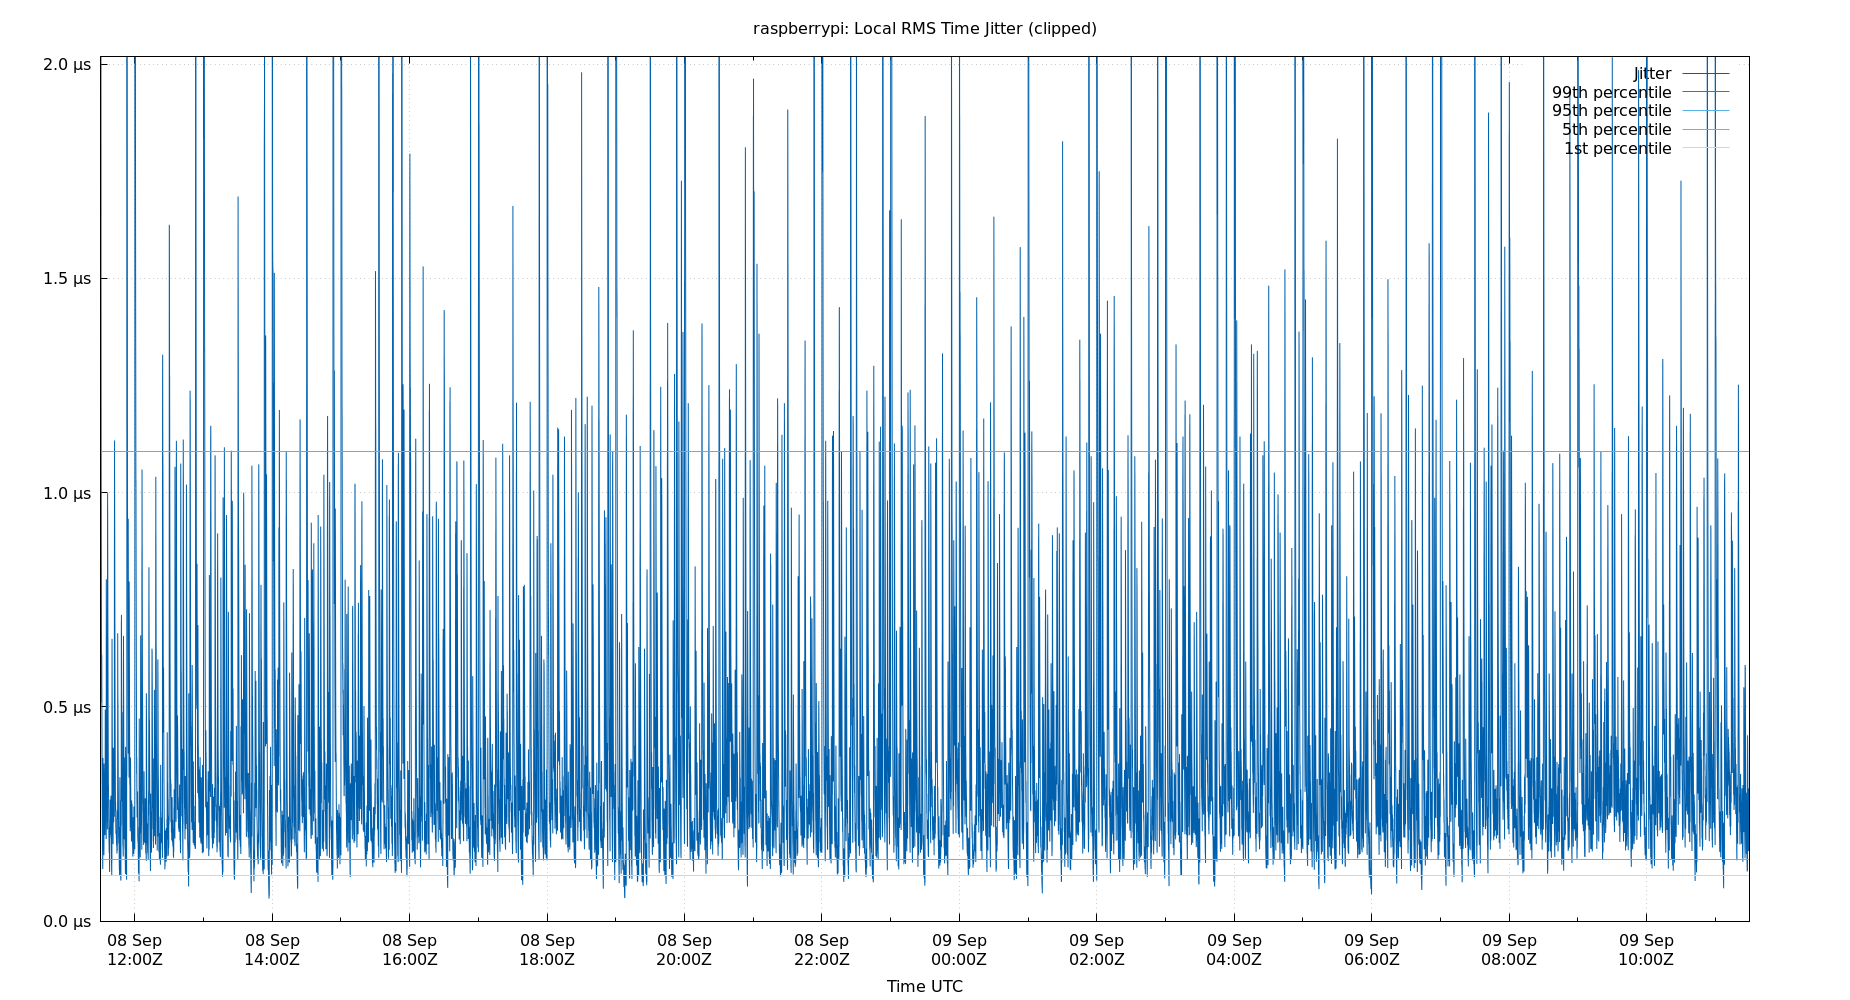 raspberrypi: Local RMS Time Jitter (clipped)
2.0 μs
1.5 μs
1.0 μs
0.5 μs
0.0 μs
Jitter
99th percentile
95th percentile
5th percentile
1st percentile
08 Sep 08 Sep 08 Sep 08 Sep 08 Sep 08 Sep 09 Sep 09 Sep 09 Sep 09 Sep 09 Sep 09 Sep
12:00Z 14:00Z 16:00Z 18:00Z 20:00Z 22:00Z 00:00Z 02:00Z 04:00Z 06:00Z 08:00Z 10:00Z
Time UTC